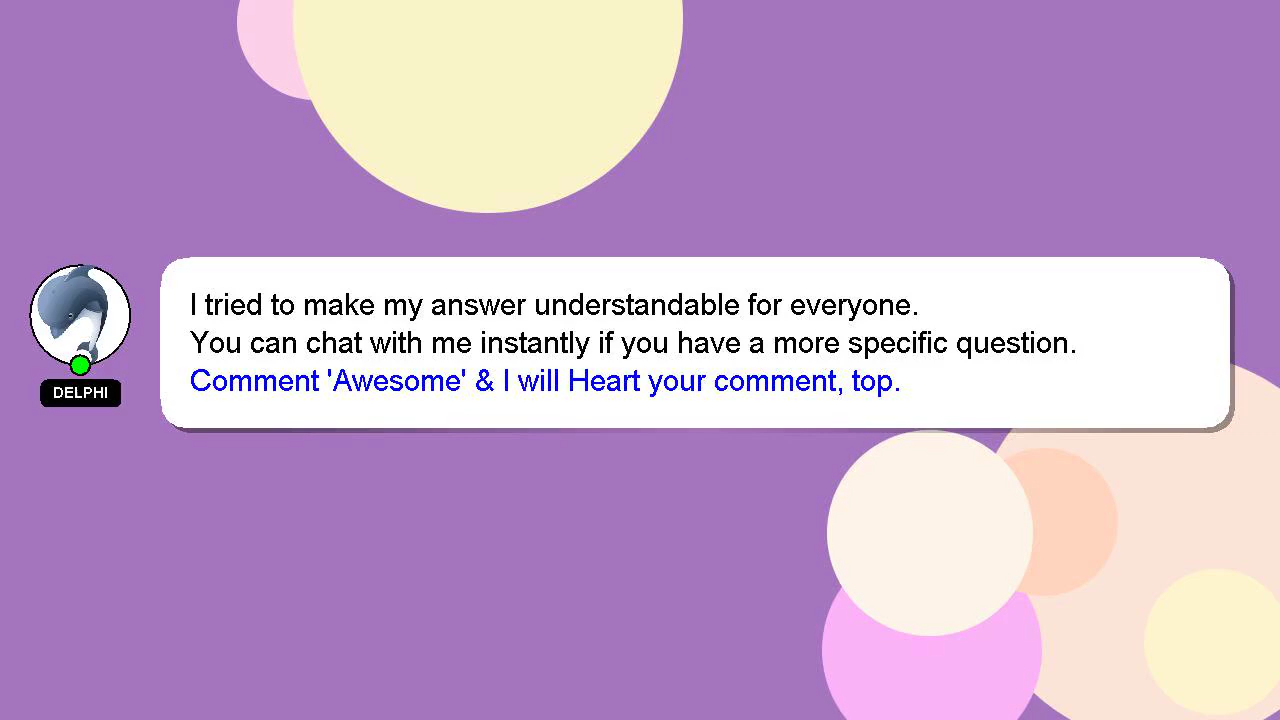 I tried to make my answer understandable for everyone.
You can chat with me instantly if you have a more specific question.
Comment 'Awesome' & I will Heart your comment, top.
DELPHI